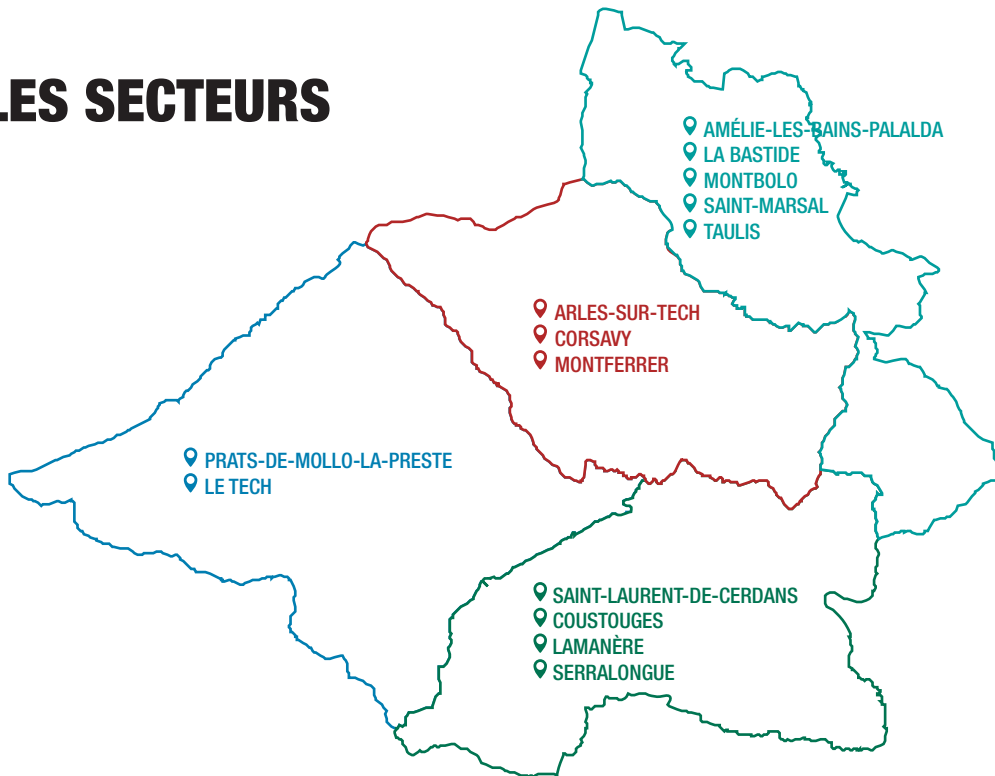 LES SECTEURS
AMÉLIE-LES-BAINS-PALALDA
LA BASTIDE
MONTBOLO
SAINT-MARSAL
TAULIS
ARLES-SUR-TECH
CORSAVY
MONTFERRER
PRATS-DE-MOLLO-LA-PRESTE
LE TECH
SAINT-LAURENT-DE-CERDANS
COUSTOUGES
LAMANÈRE
SERRALONGUE